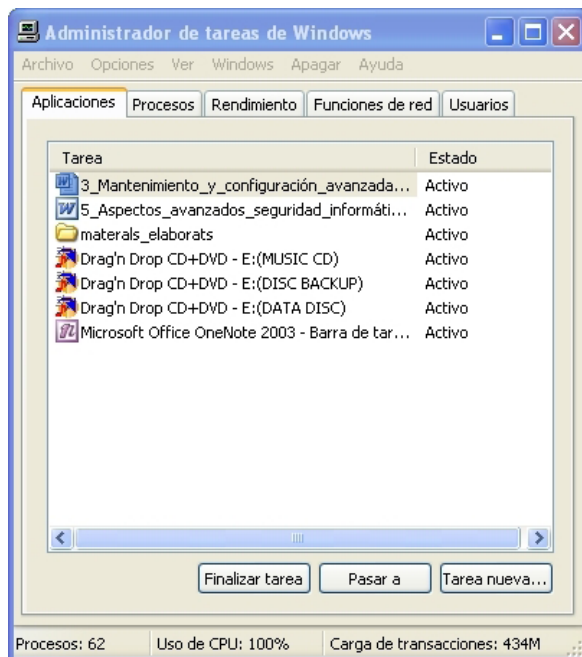 Administrador de tareas de Windows
Archivo Opciones Ver Windows Apagar Ayuda
Aplicaciones Procesos Rendimiento Funciones de red Usuarios
Tarea Estado
3_Mantenimiento_y_configuración_avanzada... Activo
5_Aspectos_avanzados_seguridad_informáti... Activo
materals_elaborats Activo
Drag'n Drop CD+DVD - E:(MUSIC CD) Activo
Drag'n Drop CD+DVD - E:(DISC BACKUP) Activo
Drag'n Drop CD+DVD - E:(DATA DISC) Activo
Microsoft Office OneNote 2003 - Barra de tar... Activo
Finalizar tarea Pasar a Tarea nueva...
Procesos: 62 Uso de CPU: 100% Carga de transacciones: 434M